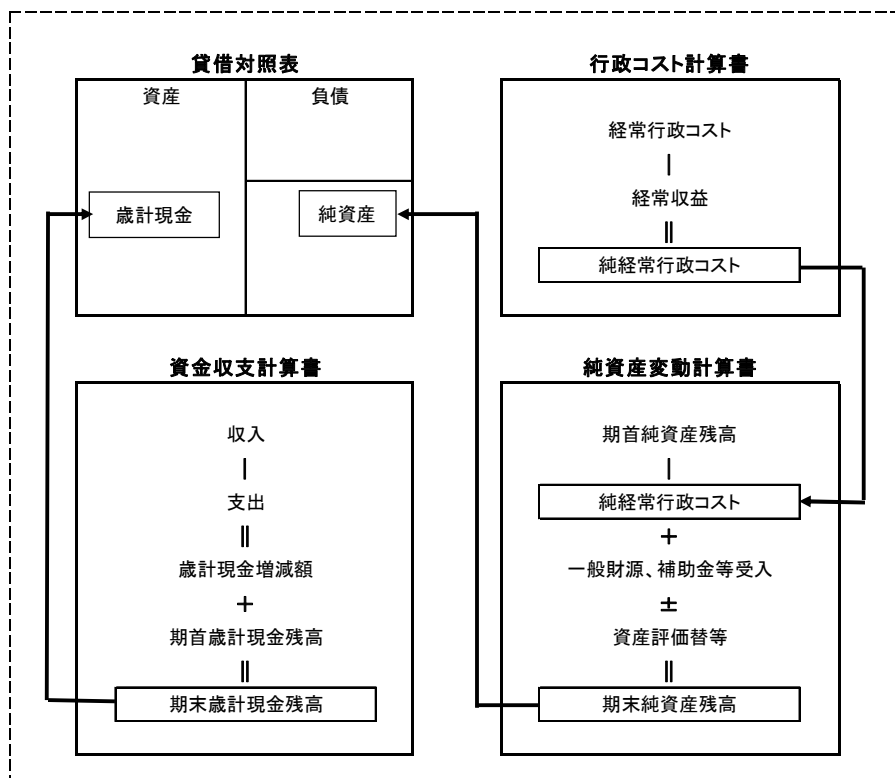 貸借対照表
資産
負債
歳計現金
純資産
行政コスト計算書
経常行政コスト
|
経常収益
||
純経常行政コスト
資金収支計算書
収入
|
支出
||
歳計現金増減額
+
期首歳計現金残高
||
期末歳計現金残高
純資産変動計算書
期首純資産残高
|
純経常行政コスト
+
一般財源、補助金等受入
±
資産評価替等
||
期末純資産残高